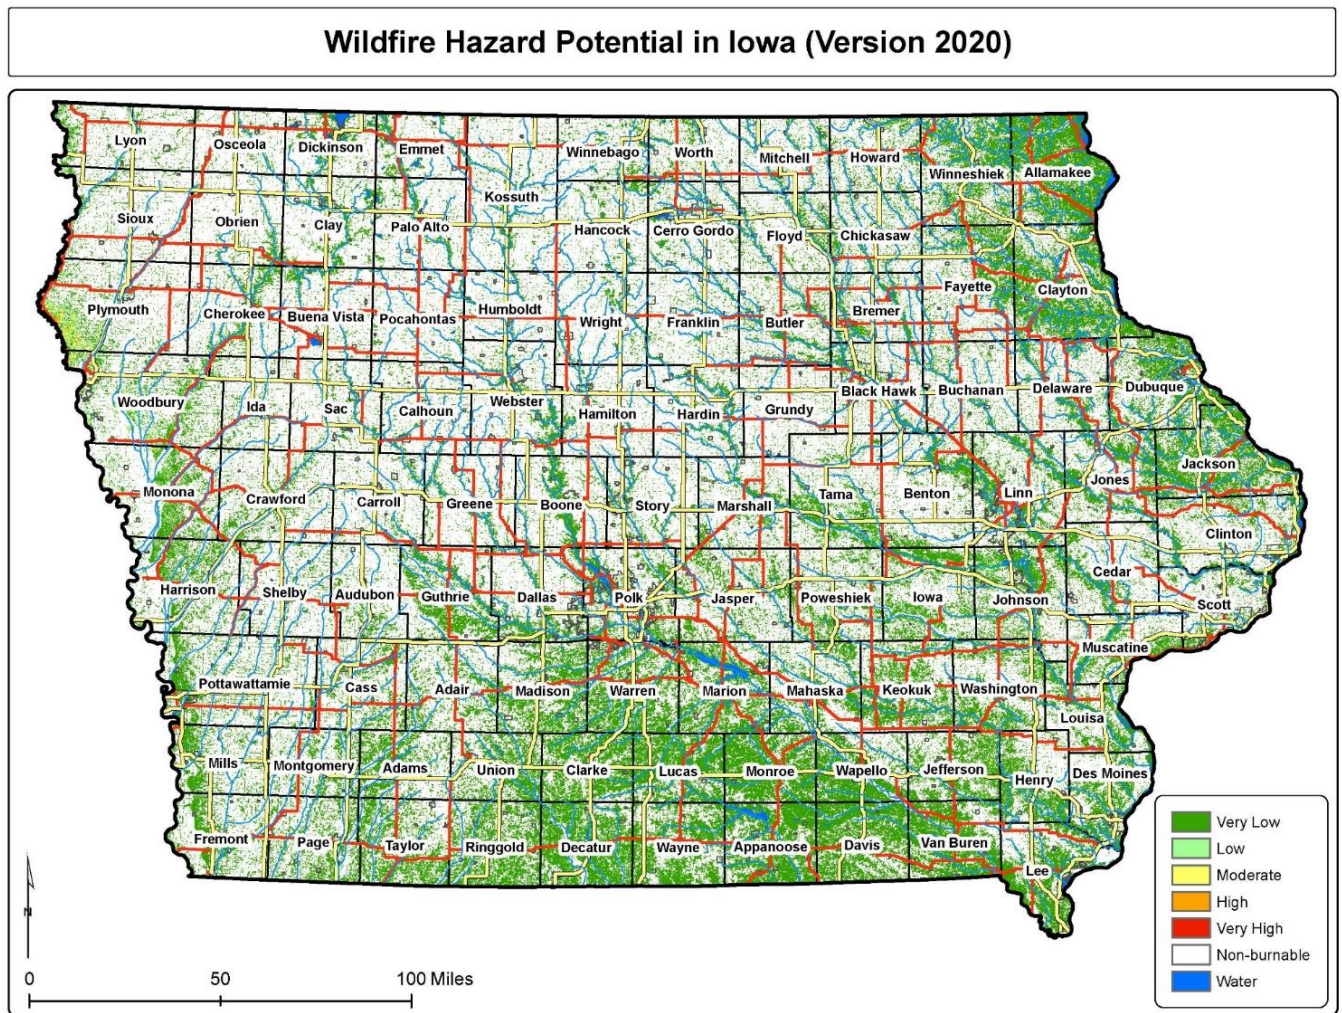 Wildfire Hazard Potential in Iowa (Version 2020)
Lyon
Osceola
Dickinson
Emmet
Winnebago
Worth
Mitchell
Howard
Winneshiek
Allamakee
Kossuth
Sioux
Obrien
Clay
Palo Alto
Hancock
Cerro Gordo
Floyd
Chickasaw
Fayette
Clayton
Plymouth
Cherokee
Buena Vista
Pocahontas
Humboldt
Wright
Franklin
Butler
Bremer
Woodbury
Ida
Sac
Calhoun
Webster
Hamilton
Hardin
Grundy
Black Hawk
Buchanan
Delaware
Dubuque
Monona
Crawford
Carroll
Greene
Boone
Story
Marshall
Tama
Benton
Linn
Jones
Jackson
Clinton
Harrison
Shelby
Audubon
Guthrie
Dallas
Polk
Jasper
Poweshiek
Iowa
Johnson
Cedar
Scott
Muscatine
Pottawattamie
Cass
Adair
Madison
Warren
Marion
Mahaska
Keokuk
Washington
Louisa
Mills
Montgomery
Adams
Union
Clarke
Lucas
Monroe
Wapello
Jefferson
Henry
Des Moines
Fremont
Page
Taylor
Ringgold
Decatur
Wayne
Appanoose
Davis
Van Buren
Lee
Very Low
Low
Moderate
High
Very High
Non-burnable
Water
N
0 50 100 Miles